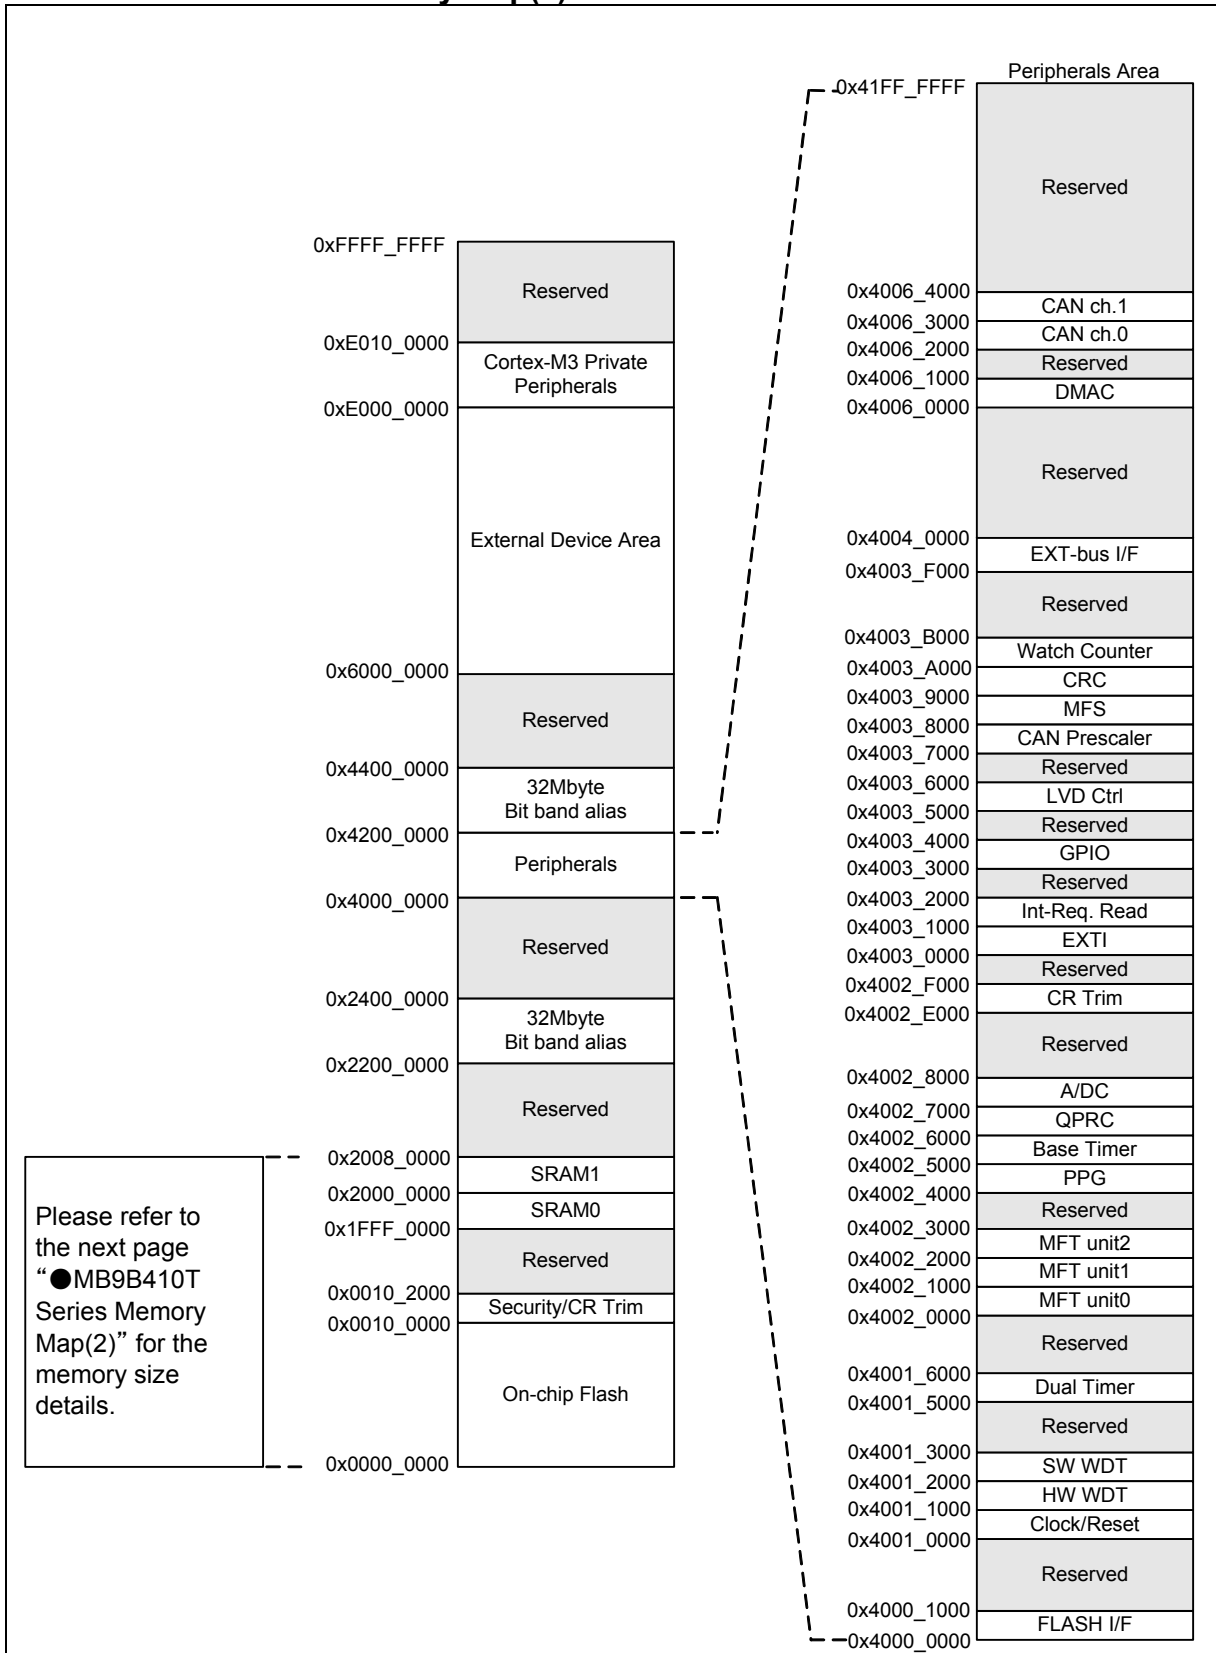 0xFFFF_FFFF
Reserved
0xE010_0000
Cortex-M3 Private
Peripherals
0xE000_0000
External Device Area
0x6000_0000
Reserved
0x4400_0000
32Mbyte
Bit band alias
0x4200_0000
Peripherals
0x4000_0000
Reserved
0x2400_0000
32Mbyte
Bit band alias
0x2200_0000
Reserved
0x2008_0000
SRAM1
0x2000_0000
SRAM0
0x1FFF_0000
Reserved
0x0010_2000
Security/CR Trim
0x0010_0000
On-chip Flash
0x0000_0000
Please refer to
the next page
“●MB9B410T
Series Memory
Map(2)” for the
memory size
details.
Peripherals Area
0x41FF_FFFF
Reserved
0x4006_4000
CAN ch.1
0x4006_3000
CAN ch.0
0x4006_2000
Reserved
0x4006_1000
DMAC
0x4006_0000
Reserved
0x4004_0000
EXT-bus I/F
0x4003_F000
Reserved
0x4003_B000
Watch Counter
0x4003_A000
CRC
0x4003_9000
MFS
0x4003_8000
CAN Prescaler
0x4003_7000
Reserved
0x4003_6000
LVD Ctrl
0x4003_5000
Reserved
0x4003_4000
GPIO
0x4003_3000
Reserved
0x4003_2000
Int-Req. Read
0x4003_1000
EXTI
0x4003_0000
Reserved
0x4002_F000
CR Trim
0x4002_E000
Reserved
0x4002_8000
A/DC
0x4002_7000
QPRC
0x4002_6000
Base Timer
0x4002_5000
PPG
0x4002_4000
Reserved
0x4002_3000
MFT unit2
0x4002_2000
MFT unit1
0x4002_1000
MFT unit0
0x4002_0000
Reserved
0x4001_6000
Dual Timer
0x4001_5000
Reserved
0x4001_3000
SW WDT
0x4001_2000
HW WDT
0x4001_1000
Clock/Reset
0x4001_0000
Reserved
0x4000_1000
FLASH I/F
0x4000_0000